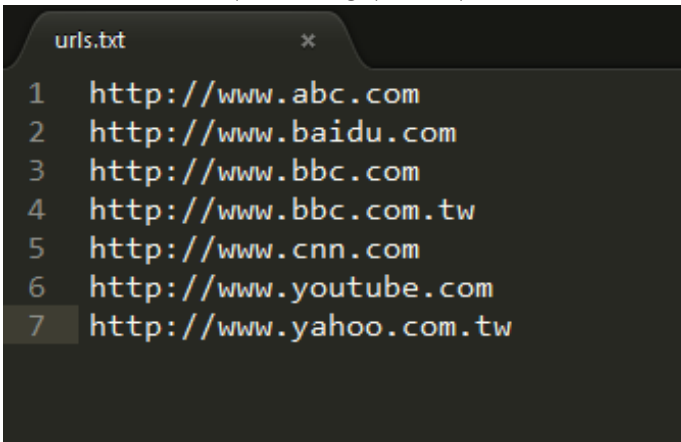 urls.txt ×
1 http://www.abc.com
2 http://www.baidu.com
3 http://www.bbc.com
4 http://www.bbc.com.tw
5 http://www.cnn.com
6 http://www.youtube.com
7 http://www.yahoo.com.tw